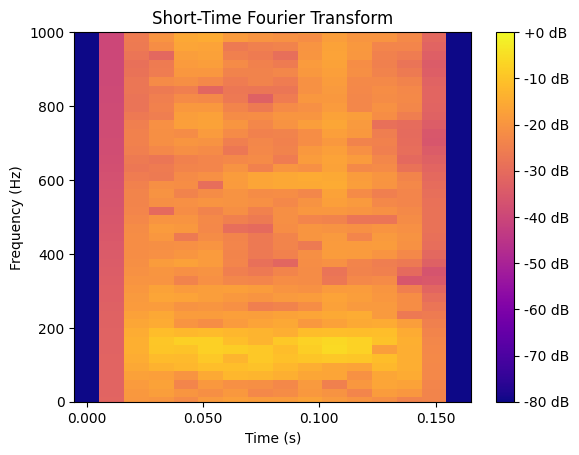 Short-Time Fourier Transform
1000
800
600
400
200
0
Frequency (Hz)
0.000
0.050
0.100
0.150
Time (s)
+0 dB
-10 dB
-20 dB
-30 dB
-40 dB
-50 dB
-60 dB
-70 dB
-80 dB